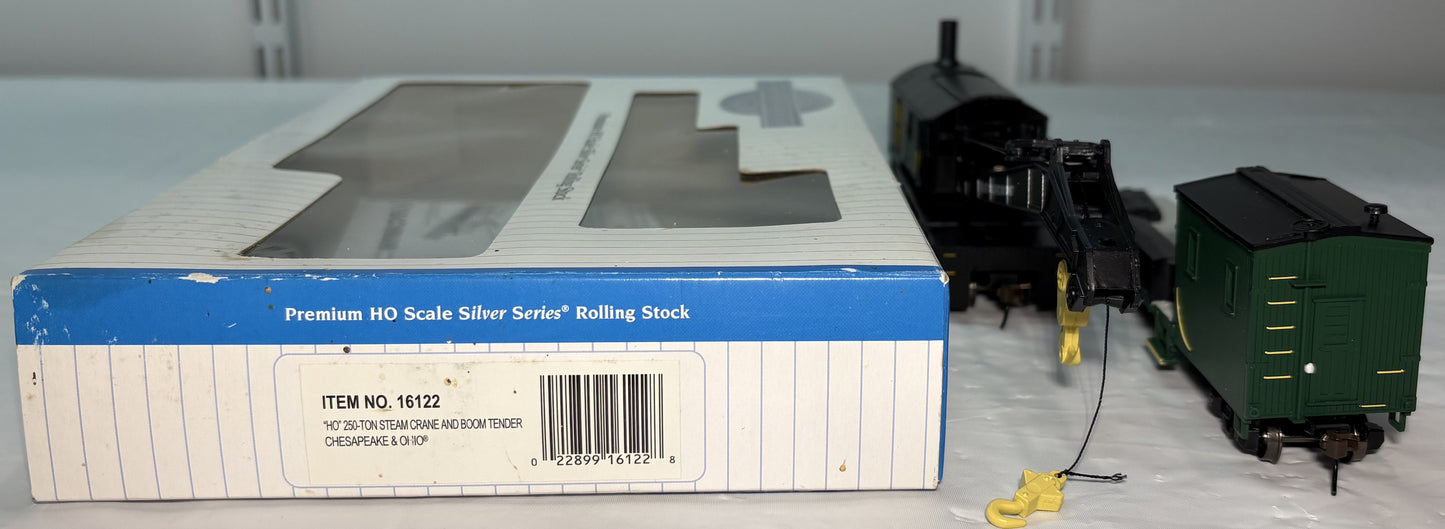 Premium HO Scale Silver Series® Rolling Stock
ITEM NO. 16122
"HO" 250-TON STEAM CRANE AND BOOM TENDER
CHESAPEAKE & OHIO®
0 22899 16122 8